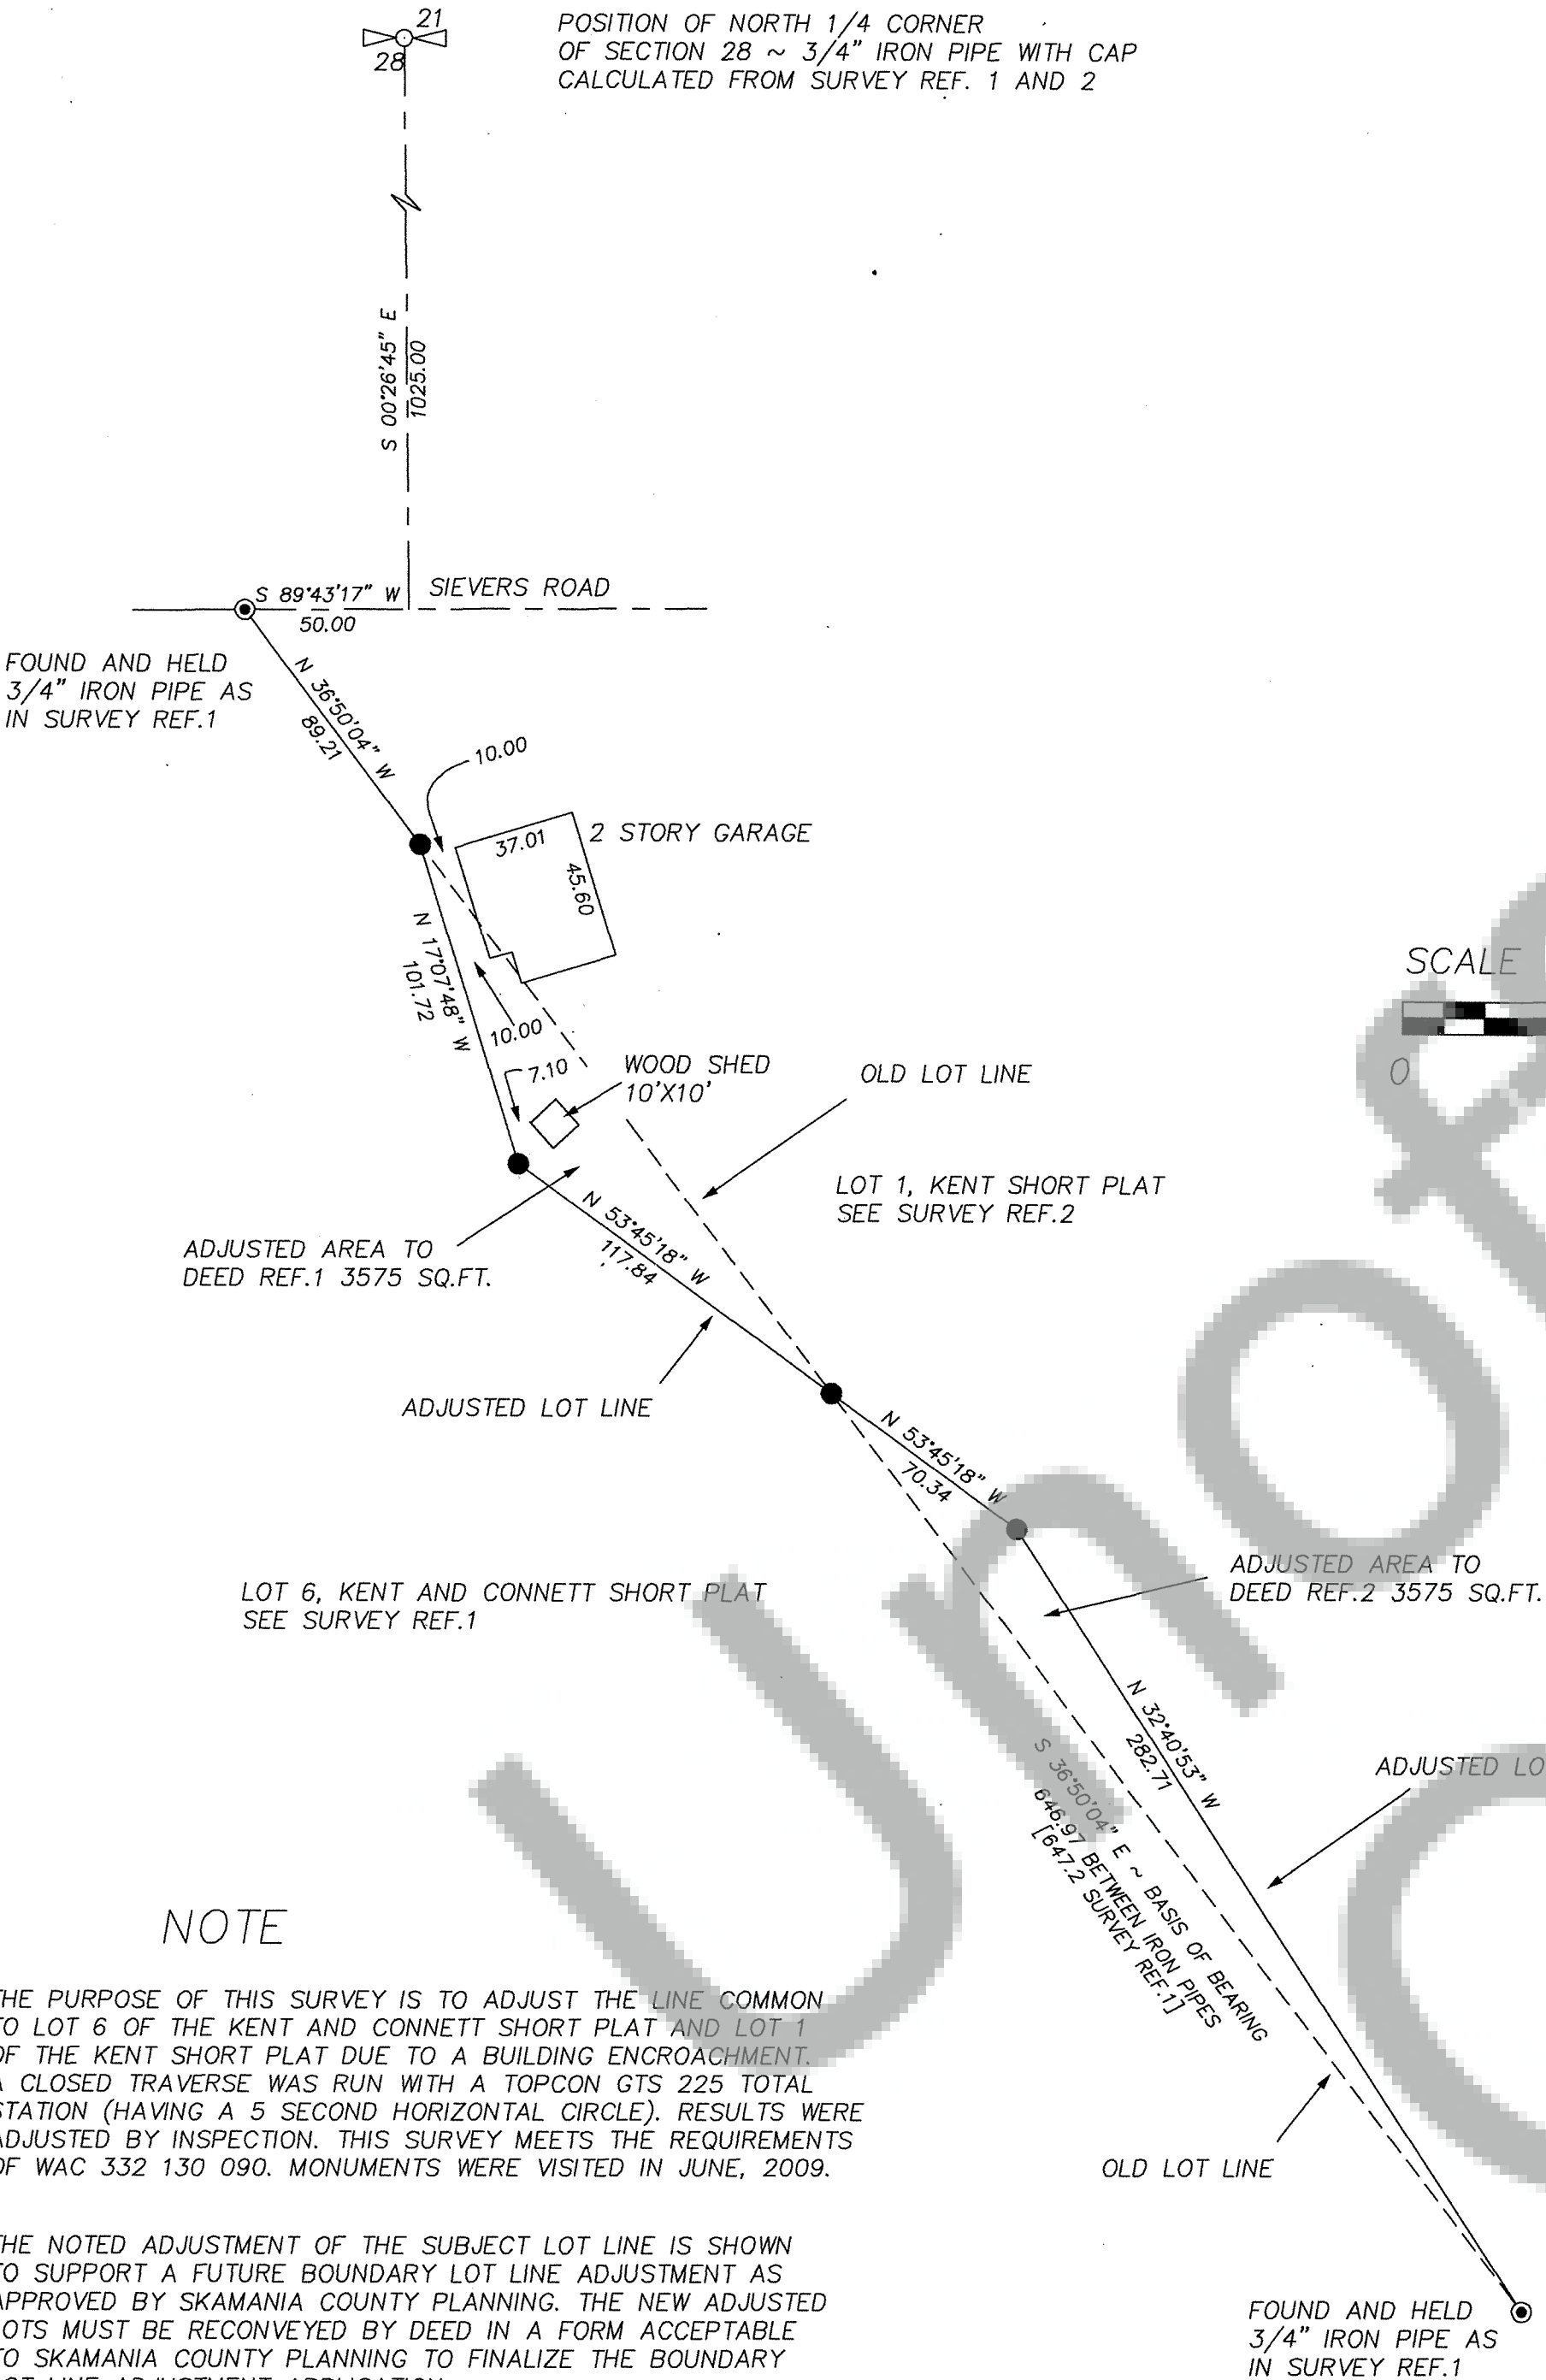 21
28
POSITION OF NORTH 1/4 CORNER
OF SECTION 28 ~ 3/4" IRON PIPE WITH CAP
CALCULATED FROM SURVEY REF. 1 AND 2
S 00°26'45" E
1025.00
S 89°43'17" W
SIEVERS ROAD
50.00
FOUND AND HELD
3/4" IRON PIPE AS
IN SURVEY REF.1
N 36°50'04" W
89.21
10.00
37.01
2 STORY GARAGE
45.60
N 17°07'48" W
101.72
10.00
7.10
WOOD SHED
10'X10'
OLD LOT LINE
SCALE
0
LOT 1, KENT SHORT PLAT
SEE SURVEY REF.2
N 53°45'18" W
117.84
ADJUSTED AREA TO
DEED REF.1 3575 SQ.FT.
ADJUSTED LOT LINE
N 53°45'18" W
70.34
ADJUSTED AREA TO
DEED REF.2 3575 SQ.FT.
LOT 6, KENT AND CONNETT SHORT PLAT
SEE SURVEY REF.1
N 32°40'53" W
282.71
S 36°50'04" E ~ BASIS OF BEARING
646.97 BETWEEN IRON PIPES
[647.2 SURVEY REF.1]
ADJUSTED LO
NOTE
HE PURPOSE OF THIS SURVEY IS TO ADJUST THE LINE COMMON
TO LOT 6 OF THE KENT AND CONNETT SHORT PLAT AND LOT 1
OF THE KENT SHORT PLAT DUE TO A BUILDING ENCROACHMENT.
A CLOSED TRAVERSE WAS RUN WITH A TOPCON GTS 225 TOTAL
STATION (HAVING A 5 SECOND HORIZONTAL CIRCLE). RESULTS WERE
ADJUSTED BY INSPECTION. THIS SURVEY MEETS THE REQUIREMENTS
OF WAC 332 130 090. MONUMENTS WERE VISITED IN JUNE, 2009.
OLD LOT LINE
HE NOTED ADJUSTMENT OF THE SUBJECT LOT LINE IS SHOWN
TO SUPPORT A FUTURE BOUNDARY LOT LINE ADJUSTMENT AS
APPROVED BY SKAMANIA COUNTY PLANNING. THE NEW ADJUSTED
OTS MUST BE RECONVEYED BY DEED IN A FORM ACCEPTABLE
TO SKAMANIA COUNTY PLANNING TO FINALIZE THE BOUNDARY
OT LINE ADJUSTMENT APPLICATION
FOUND AND HELD
3/4" IRON PIPE AS
IN SURVEY REF.1